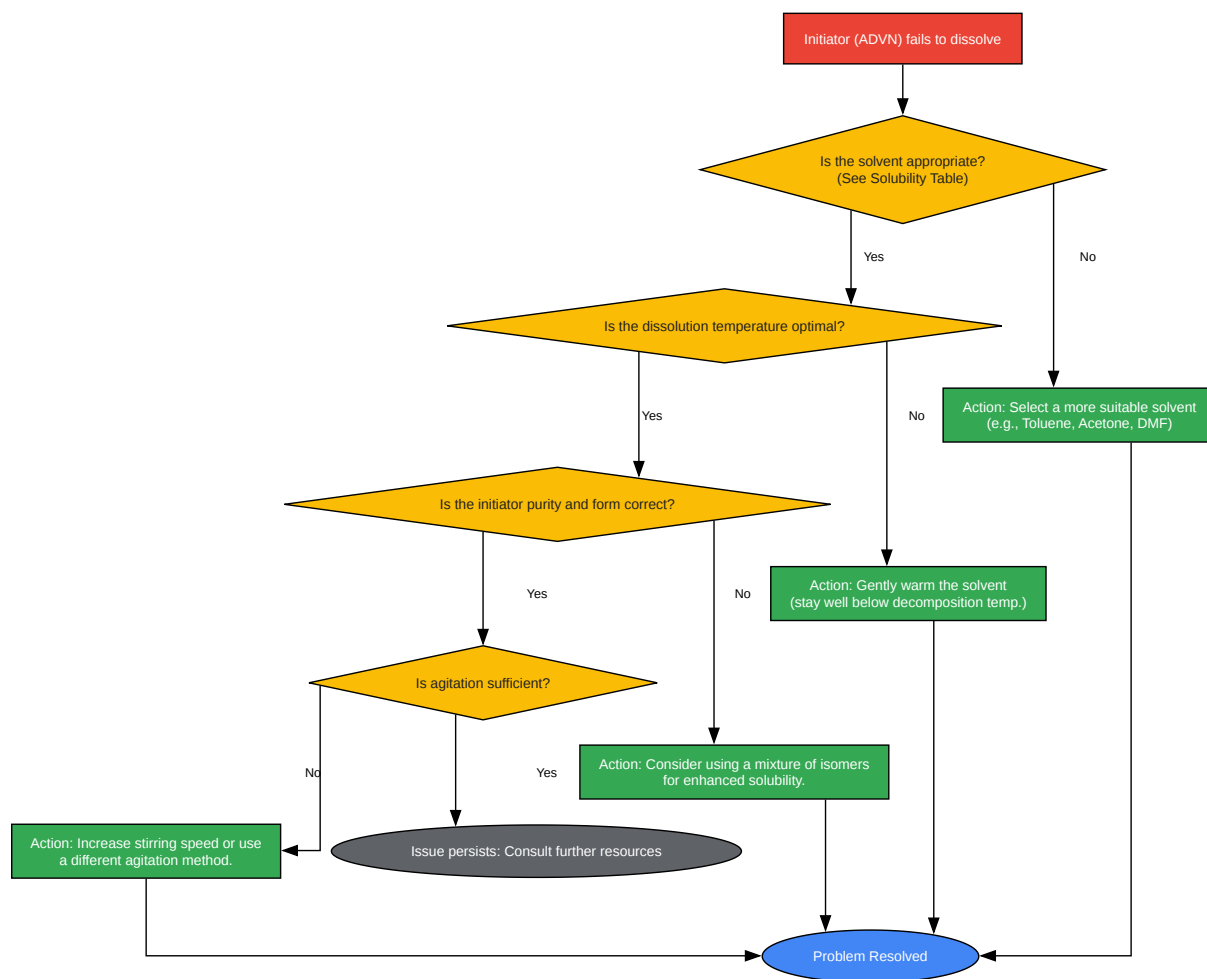 Initiator (ADVN) fails to dissolve
Is the solvent appropriate?
(See Solubility Table)
Yes
No
Is the dissolution temperature optimal?
Yes
No
Action: Select a more suitable solvent
(e.g., Toluene, Acetone, DMF)
Is the initiator purity and form correct?
Yes
No
Action: Gently warm the solvent
(stay well below decomposition temp.)
Is agitation sufficient?
No
Yes
Action: Consider using a mixture of isomers
for enhanced solubility.
Action: Increase stirring speed or use
a different agitation method.
Issue persists: Consult further resources
Problem Resolved